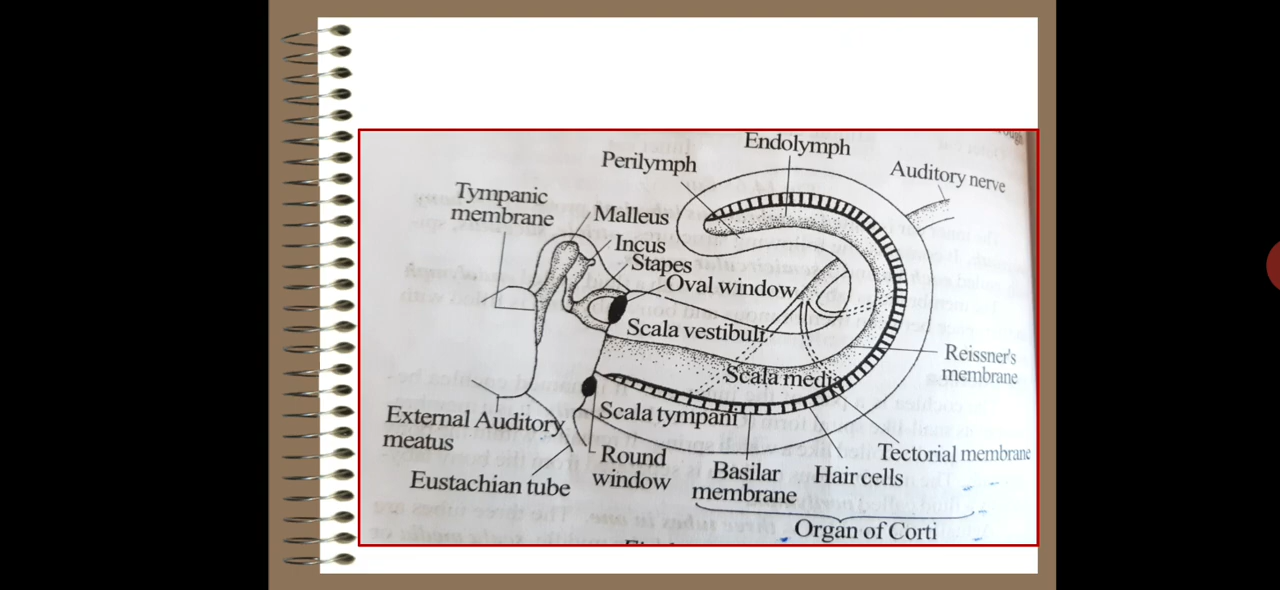 Endolymph
Perilymph
Auditory nerve
Tympanic
membrane
Malleus
Incus
Stapes
Oval window
Scala vestibuli
Reissner's
membrane
Scala media
Scala tympani
External Auditory
meatus
Tectorial membrane
Round
window
Basilar
membrane
Hair cells
Eustachian tube
Organ of Corti